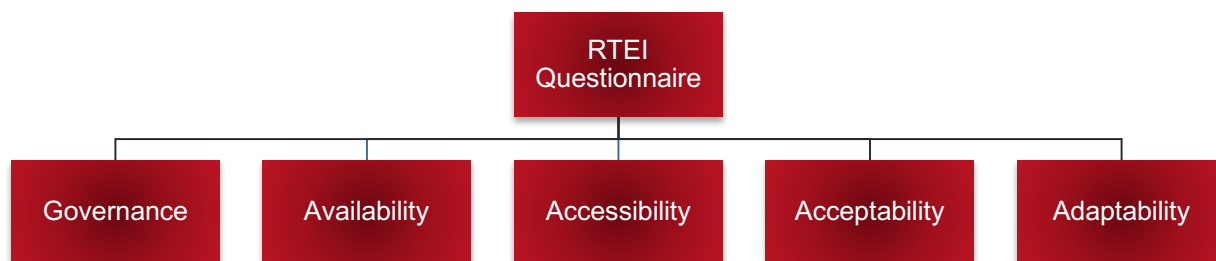 RTEI
Questionnaire
Governance
Availability
Accessibility
Acceptability
Adaptability